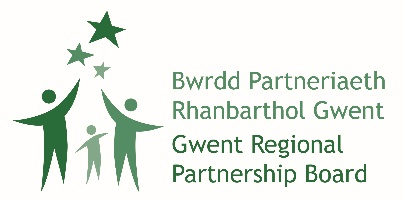 Bwrdd Partneriaeth
Rhanbarthol Gwent
Gwent Regional
Partnership Board